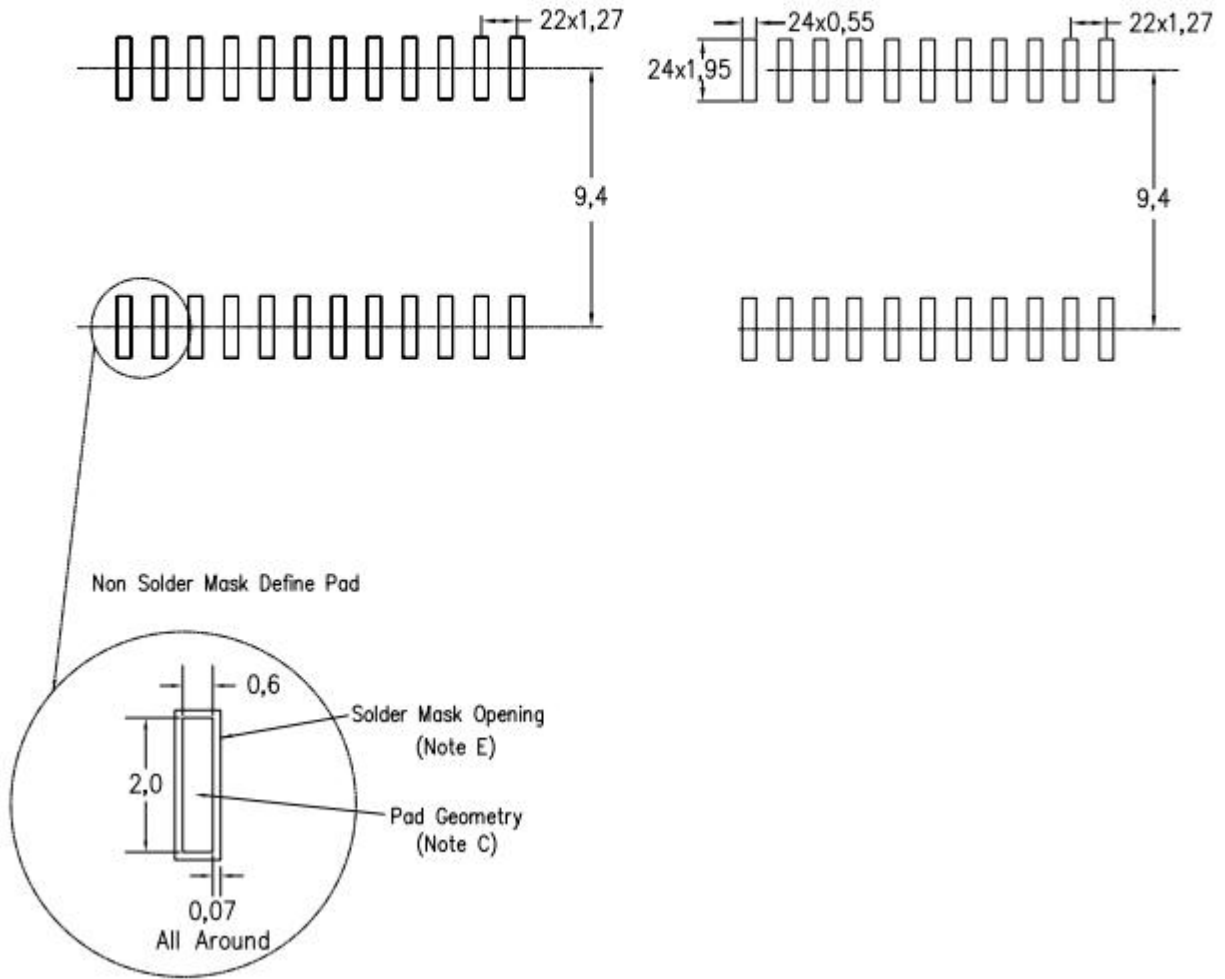 22x1,27
9,4
24x0,55
22x1,27
24x1,95
9,4
Non Solder Mask Define Pad
0,6
Solder Mask Opening
(Note E)
2,0
Pad Geometry
(Note C)
0,07
All Around